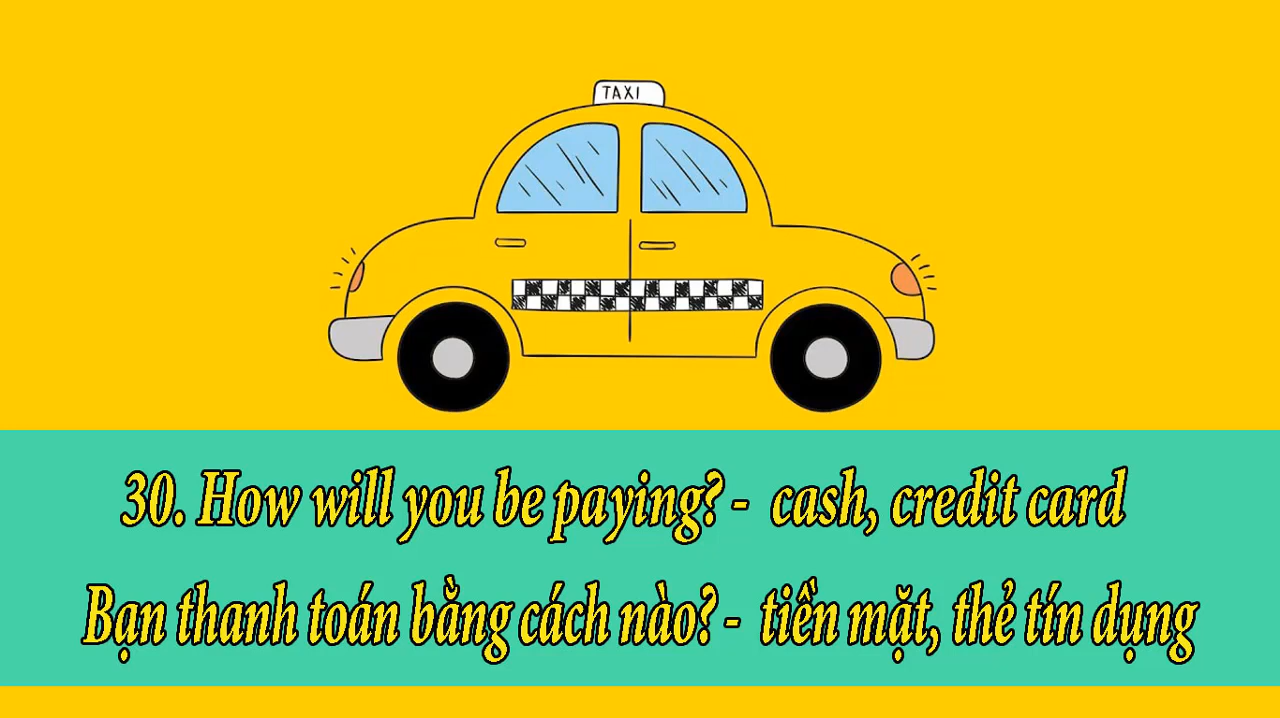 TAXI
30. How will you be paying? - cash, credit card
Bạn thanh toán bằng cách nào? - tiền mặt, thẻ tín dụng